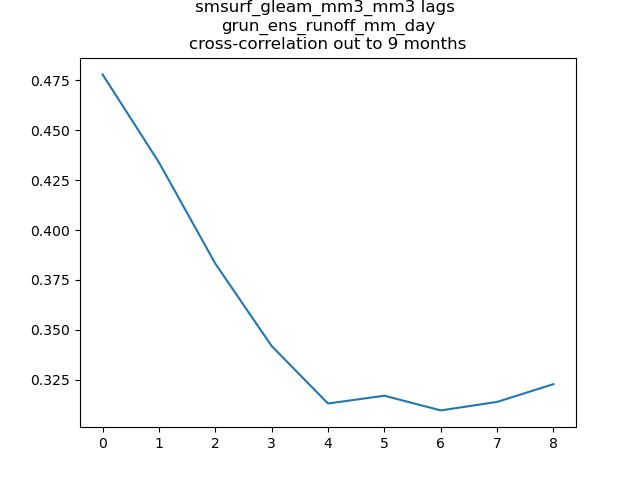 smsurf_gleam_mm3_mm3 lags
grun_ens_runoff_mm_day
cross-correlation out to 9 months
0.475
0.450
0.425
0.400
0.375
0.350
0.325
0 1 2 3 4 5 6 7 8